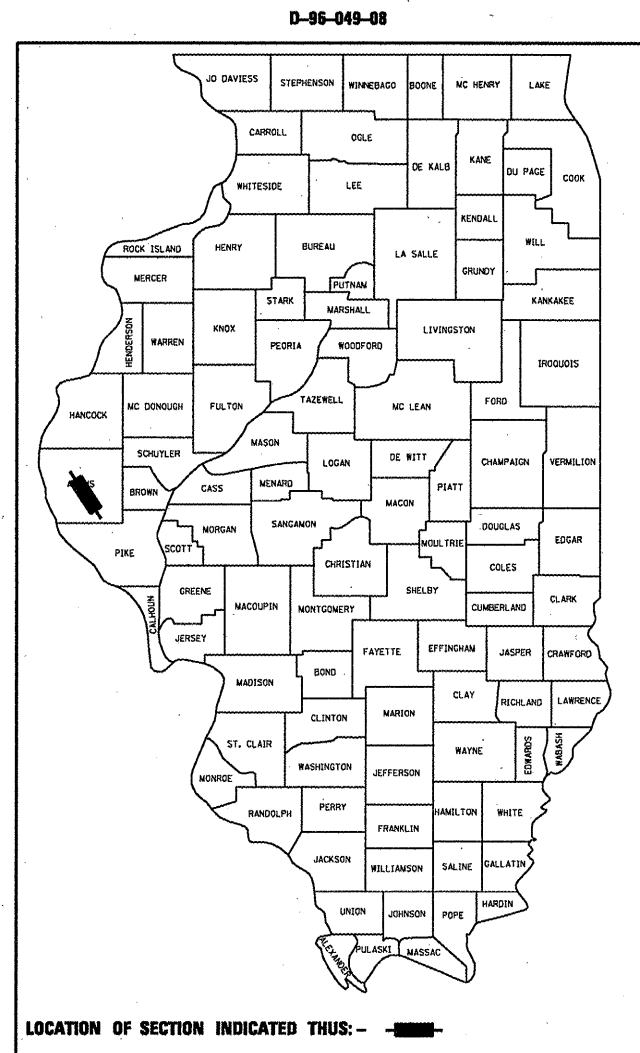 D-96-049-08
JO DAVIESS STEPHENSON WINNEBAGO BOONE MC HENRY LAKE
CARROLL OGLE
DE KALB KANE DU PAGE COOK
WHITESIDE LEE
KENDALL
ROCK ISLAND HENRY BUREAU LA SALLE WILL
GRUNDY
MERCER PUTNAM
STARK MARSHALL KANKAKEE
HENDERSON WARREN KNOX PEORIA WOODFORD LIVINGSTON
IROQUOIS
HANCOCK MC DONOUGH FULTON TAZEWELL MC LEAN FORD
MASON
SCHUYLER LOGAN DE WITT CHAMPAIGN VERMILION
BROWN CASS MENARD PIATT
MACON
PIKE SCOTT MORGAN SANGAMON MOULTRIE DOUGLAS EDGAR
CHRISTIAN COLES
CALHOUN GREENE MACOUPIN MONTGOMERY SHELBY CLARK
CUMBERLAND
JERSEY FAYETTE EFFINGHAM JASPER CRAWFORD
BOND
MADISON CLAY RICHLAND LAWRENCE
CLINTON MARION
ST. CLAIR WAYNE EDWARDS WABASH
WASHINGTON JEFFERSON
MONROE
RANDOLPH PERRY HAMILTON WHITE
FRANKLIN
JACKSON WILLIAMSON SALINE GALLATIN
HARDIN
UNION JOHNSON POPE
ALEXANDER PULASKI MASSAC
LOCATION OF SECTION INDICATED THUS:-